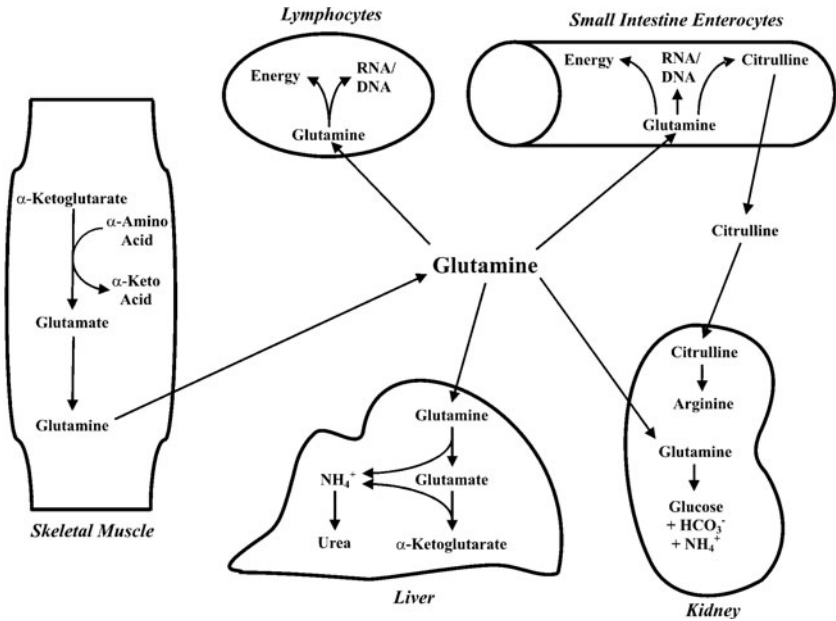 Lymphocytes
Energy
RNA/
DNA
Glutamine
Small Intestine Enterocytes
Energy
RNA/
DNA
Citrulline
Glutamine
α-Ketoglutarate
α-Amino
Acid
α-Keto
Acid
Glutamate
Glutamine
Skeletal Muscle
Glutamine
Citrulline
Glutamine
NH₄⁺
Glutamate
Urea
α-Ketoglutarate
Liver
Citrulline
Arginine
Glutamine
Glucose
+ HCO₃⁻
+ NH₄⁺
Kidney